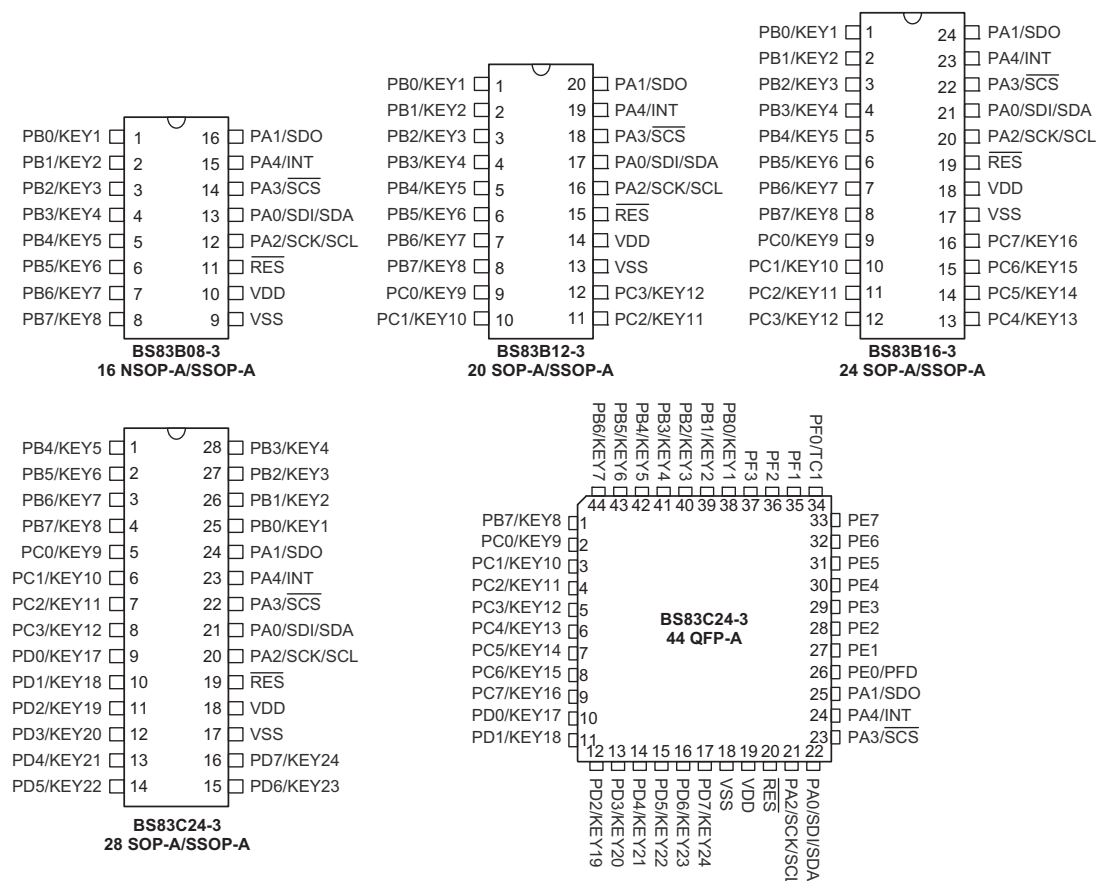 PB0/KEY1 1 16 PA1/SDO
PB1/KEY2 2 15 PA4/INT
PB2/KEY3 3 14 PA3/SCS
PB3/KEY4 4 13 PA0/SDI/SDA
PB4/KEY5 5 12 PA2/SCK/SCL
PB5/KEY6 6 11 RES
PB6/KEY7 7 10 VDD
PB7/KEY8 8 9 VSS
BS83B08-3
16 NSOP-A/SSOP-A
PB0/KEY1 1 20 PA1/SDO
PB1/KEY2 2 19 PA4/INT
PB2/KEY3 3 18 PA3/SCS
PB3/KEY4 4 17 PA0/SDI/SDA
PB4/KEY5 5 16 PA2/SCK/SCL
PB5/KEY6 6 15 RES
PB6/KEY7 7 14 VDD
PB7/KEY8 8 13 VSS
PC0/KEY9 9 12 PC3/KEY12
PC1/KEY10 10 11 PC2/KEY11
BS83B12-3
20 SOP-A/SSOP-A
PB0/KEY1 1 24 PA1/SDO
PB1/KEY2 2 23 PA4/INT
PB2/KEY3 3 22 PA3/SCS
PB3/KEY4 4 21 PA0/SDI/SDA
PB4/KEY5 5 20 PA2/SCK/SCL
PB5/KEY6 6 19 RES
PB6/KEY7 7 18 VDD
PB7/KEY8 8 17 VSS
PC0/KEY9 9 16 PC7/KEY16
PC1/KEY10 10 15 PC6/KEY15
PC2/KEY11 11 14 PC5/KEY14
PC3/KEY12 12 13 PC4/KEY13
BS83B16-3
24 SOP-A/SSOP-A
PB4/KEY5 1 28 PB3/KEY4
PB5/KEY6 2 27 PB2/KEY3
PB6/KEY7 3 26 PB1/KEY2
PB7/KEY8 4 25 PB0/KEY1
PC0/KEY9 5 24 PA1/SDO
PC1/KEY10 6 23 PA4/INT
PC2/KEY11 7 22 PA3/SCS
PC3/KEY12 8 21 PA0/SDI/SDA
PD0/KEY17 9 20 PA2/SCK/SCL
PD1/KEY18 10 19 RES
PD2/KEY19 11 18 VDD
PD3/KEY20 12 17 VSS
PD4/KEY21 13 16 PD7/KEY24
PD5/KEY22 14 15 PD6/KEY23
BS83C24-3
28 SOP-A/SSOP-A
PB6/KEY7 PB5/KEY6 PB4/KEY5 PB3/KEY4 PB2/KEY3 PB1/KEY2 PB0/KEY1 PF3 PF2 PF1 PF0/TC1
44 43 42 41 40 39 38 37 36 35 34
PB7/KEY8 1 33 PE7
PC0/KEY9 2 32 PE6
PC1/KEY10 3 31 PE5
PC2/KEY11 4 30 PE4
PC3/KEY12 5 29 PE3
PC4/KEY13 6 28 PE2
PC5/KEY14 7 27 PE1
PC6/KEY15 8 26 PE0/PFD
PC7/KEY16 9 25 PA1/SDO
PD0/KEY17 10 24 PA4/INT
PD1/KEY18 11 23 PA3/SCS
BS83C24-3
44 QFP-A
12 13 14 15 16 17 18 19 20 21 22
PD2/KEY19 PD3/KEY20 PD4/KEY21 PD5/KEY22 PD6/KEY23 PD7/KEY24 VSS VDD RES PA2/SCK/SCL PA0/SDI/SDA